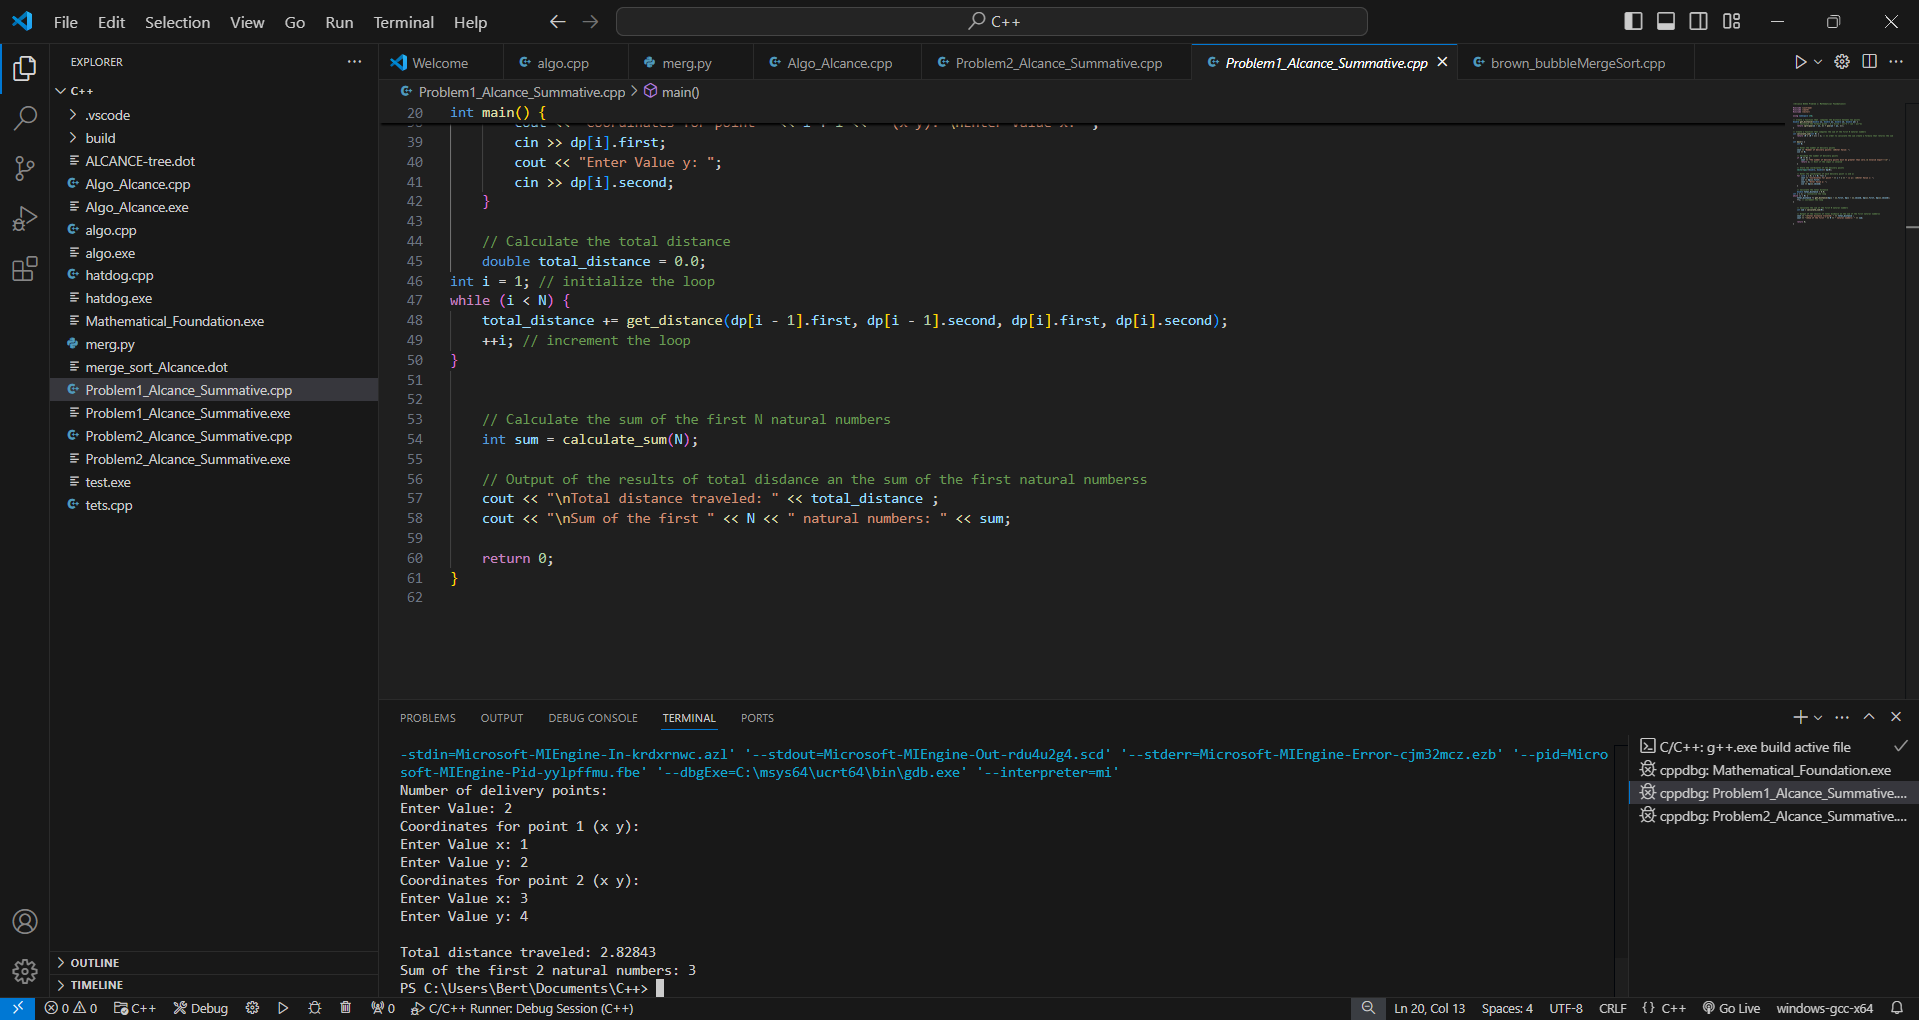 File Edit Selection View Go Run Terminal Help
C++
EXPLORER
C++
.vscode
build
ALCANCE-tree.dot
Algo_Alcance.cpp
Algo_Alcance.exe
algo.cpp
algo.exe
hatdog.cpp
hatdog.exe
Mathematical_Foundation.exe
merg.py
merge_sort_Alcance.dot
Problem1_Alcance_Summative.cpp
Problem1_Alcance_Summative.exe
Problem2_Alcance_Summative.cpp
Problem2_Alcance_Summative.exe
test.exe
tets.cpp
OUTLINE
TIMELINE
Welcome algo.cpp merg.py Algo_Alcance.cpp Problem2_Alcance_Summative.cpp Problem1_Alcance_Summative.cpp brown_bubbleMergeSort.cpp
Problem1_Alcance_Summative.cpp > main()
20 int main() {
39 cin >> dp[i].first;
40 cout << "Enter Value y: ";
41 cin >> dp[i].second;
42 }
43
44 // Calculate the total distance
45 double total_distance = 0.0;
46 int i = 1; // initialize the loop
47 while (i < N) {
48 total_distance += get_distance(dp[i - 1].first, dp[i - 1].second, dp[i].first, dp[i].second);
49 ++i; // increment the loop
50 }
51
52
53 // Calculate the sum of the first N natural numbers
54 int sum = calculate_sum(N);
55
56 // Output of the results of total disdance an the sum of the first natural numberss
57 cout << "\nTotal distance traveled: " << total_distance ;
58 cout << "\nSum of the first " << N << " natural numbers: " << sum;
59
60 return 0;
61 }
62
PROBLEMS OUTPUT DEBUG CONSOLE TERMINAL PORTS
-stdin=Microsoft-MIEngine-In-krdxrnwc.azl' '--stdout=Microsoft-MIEngine-Out-rdu4u2g4.scd' '--stderr=Microsoft-MIEngine-Error-cjm32mcz.ezb' '--pid=Micro
soft-MIEngine-Pid-yylpffmu.fbe' '--dbgExe=C:\msys64\ucrt64\bin\gdb.exe' '--interpreter=mi'
Number of delivery points:
Enter Value: 2
Coordinates for point 1 (x y):
Enter Value x: 1
Enter Value y: 2
Coordinates for point 2 (x y):
Enter Value x: 3
Enter Value y: 4
Total distance traveled: 2.82843
Sum of the first 2 natural numbers: 3
PS C:\Users\Bert\Documents\C++>
C/C++: g++.exe build active file
cppdbg: Mathematical_Foundation.exe
cppdbg: Problem1_Alcance_Summative....
cppdbg: Problem2_Alcance_Summative....
0 0 C++ Debug 0 C/C++ Runner: Debug Session (C++) Ln 20, Col 13 Spaces: 4 UTF-8 CRLF {} C++ Go Live windows-gcc-x64